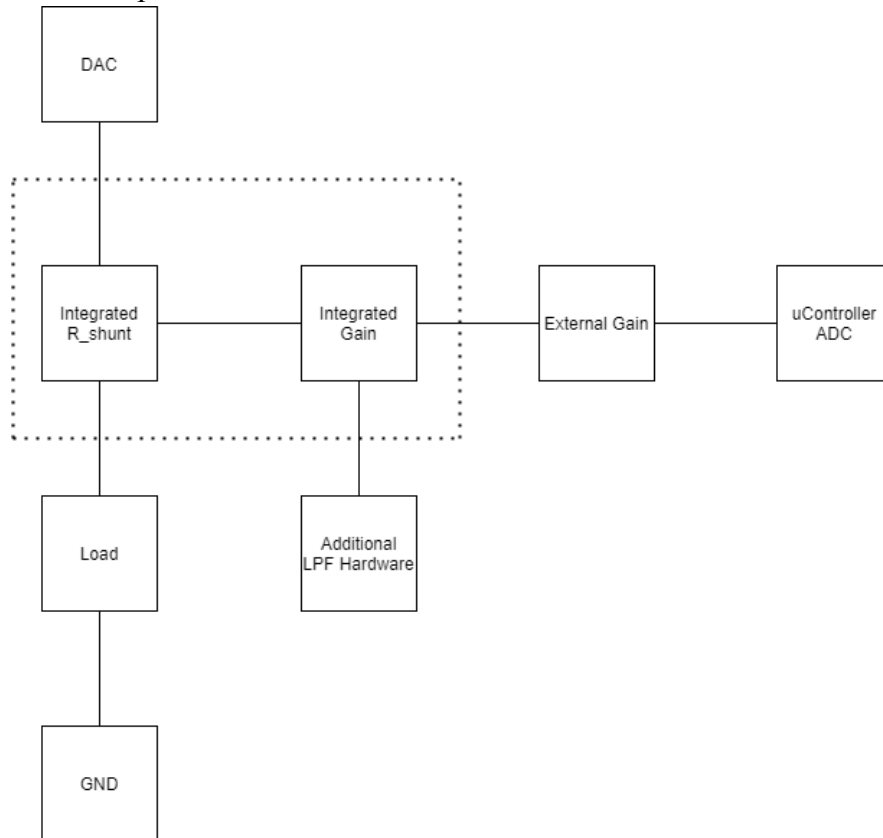 DAC
Integrated
R_shunt
Integrated
Gain
External Gain
uController
ADC
Load
Additional
LPF Hardware
GND